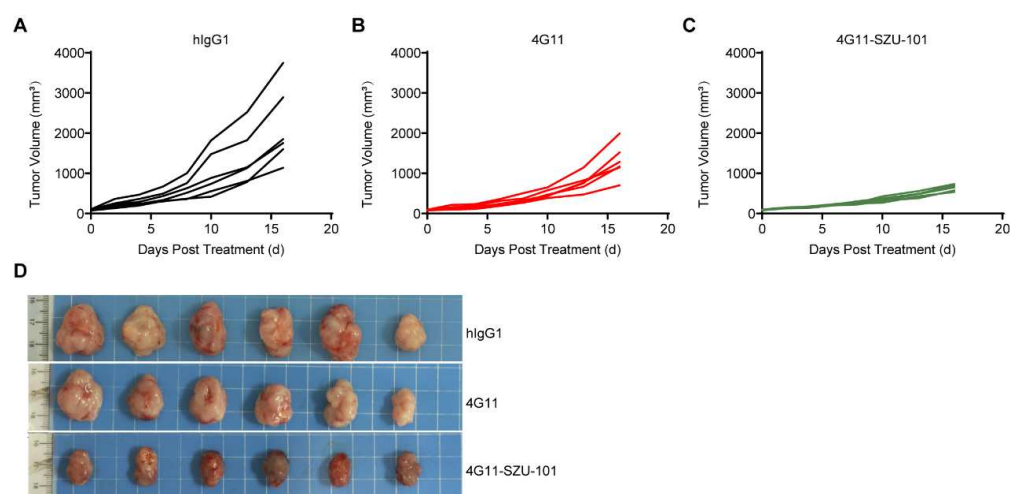 A
hIgG1
Tumor Volume (mm³)
4000
3000
2000
1000
0
0 5 10 15 20
Days Post Treatment (d)
B
4G11
Tumor Volume (mm³)
4000
3000
2000
1000
0
0 5 10 15 20
Days Post Treatment (d)
C
4G11-SZU-101
Tumor Volume (mm³)
4000
3000
2000
1000
0
0 5 10 15 20
Days Post Treatment (d)
D
hIgG1
4G11
4G11-SZU-101